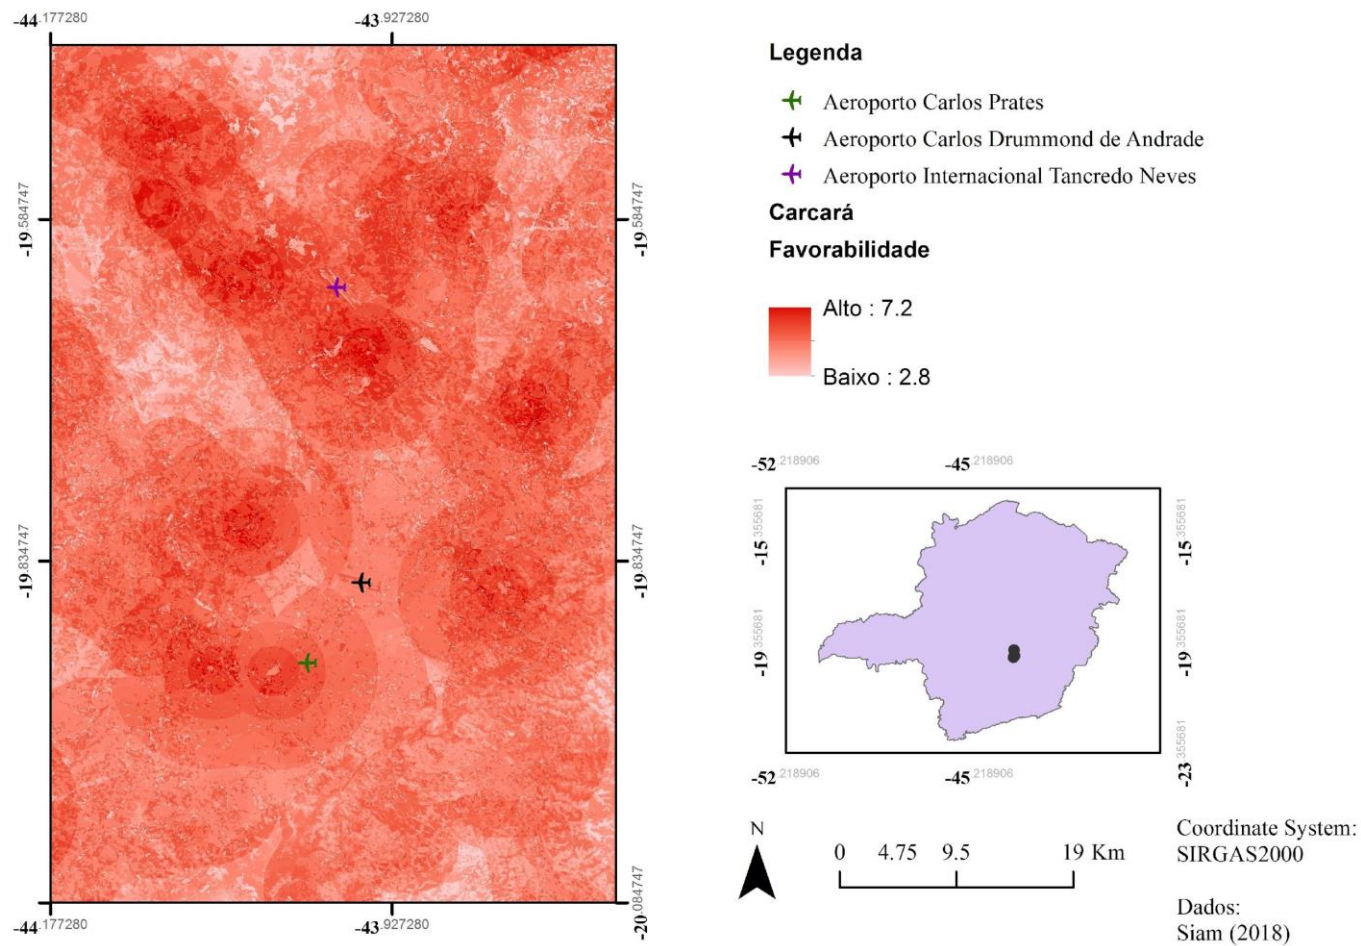 -44.177280
-43.927280
-19.584747
-19.584747
-19.834747
-19.834747
-20.084747
-44.177280
-43.927280
Legenda
Aeroporto Carlos Prates
Aeroporto Carlos Drummond de Andrade
Aeroporto Internacional Tancredo Neves
Carcará
Favorabilidade
Alto : 7.2
Baixo : 2.8
-52.218906
-45.218906
-15.355681
-15.355681
-19.355681
-19.355681
-23.355681
-52.218906
-45.218906
N
0 4.75 9.5 19 Km
Coordinate System:
SIRGAS2000
Dados:
Siam (2018)